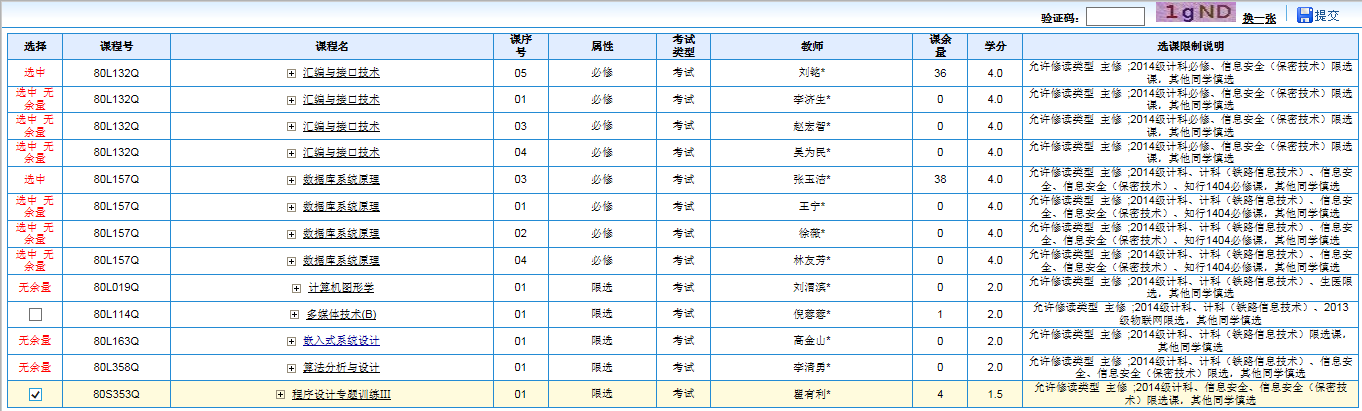 验证码： 1gND 换一张 提交
选择 课程号 课程名 课序号 属性 考试类型 教师 课余量 学分 选课限制说明
选中 80L132Q 汇编与接口技术 05 必修 考试 刘铭* 36 4.0 允许修读类型 主修 ;2014级计科必修、信息安全（保密技术）限选课，其他同学慎选
选中 无余量 80L132Q 汇编与接口技术 01 必修 考试 李济生* 0 4.0 允许修读类型 主修 ;2014级计科必修、信息安全（保密技术）限选课，其他同学慎选
选中 无余量 80L132Q 汇编与接口技术 03 必修 考试 赵宏智* 0 4.0 允许修读类型 主修 ;2014级计科必修、信息安全（保密技术）限选课，其他同学慎选
选中 无余量 80L132Q 汇编与接口技术 04 必修 考试 吴为民* 0 4.0 允许修读类型 主修 ;2014级计科必修、信息安全（保密技术）限选课，其他同学慎选
选中 80L157Q 数据库系统原理 03 必修 考试 张玉洁* 38 4.0 允许修读类型 主修 ;2014级计科、计科（铁路信息技术）、信息安全、信息安全（保密技术）、知行1404必修课，其他同学慎选
选中 无余量 80L157Q 数据库系统原理 01 必修 考试 王宁* 0 4.0 允许修读类型 主修 ;2014级计科、计科（铁路信息技术）、信息安全、信息安全（保密技术）、知行1404必修课，其他同学慎选
选中 无余量 80L157Q 数据库系统原理 02 必修 考试 徐薇* 0 4.0 允许修读类型 主修 ;2014级计科、计科（铁路信息技术）、信息安全、信息安全（保密技术）、知行1404必修课，其他同学慎选
选中 无余量 80L157Q 数据库系统原理 04 必修 考试 林友芳* 0 4.0 允许修读类型 主修 ;2014级计科、计科（铁路信息技术）、信息安全、信息安全（保密技术）、知行1404必修课，其他同学慎选
无余量 80L019Q 计算机图形学 01 限选 考试 刘渭滨* 0 2.0 允许修读类型 主修 ;2014级计科、计科（铁路信息技术）、生医限选，其他同学慎选
80L114Q 多媒体技术(B) 01 限选 考试 倪蓉蓉* 1 2.0 允许修读类型 主修 ;2014级计科、计科（铁路信息技术）、2013级物联网限选，其他同学慎选
无余量 80L163Q 嵌入式系统设计 01 限选 考试 高金山* 0 2.0 允许修读类型 主修 ;2014级计科、计科（铁路信息技术）限选课，其他同学慎选
无余量 80L358Q 算法分析与设计 01 限选 考试 李清勇* 0 2.0 允许修读类型 主修 ;2014级计科、计科（铁路信息技术）、信息安全、信息安全（保密技术）限选，其他同学慎选
80S353Q 程序设计专题训练III 01 限选 考试 瞿有利* 4 1.5 允许修读类型 主修 ;2014级计科、信息安全、信息安全（保密技术）限选课，其他同学慎选